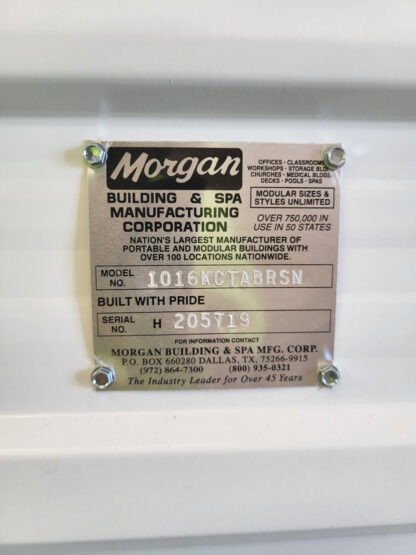 Morgan
OFFICES · CLASSROOMS
WORKSHOPS · STORAGE BLDGS
CHURCHES · MEDICAL BLDGS.
DECKS · POOLS · SPAS
BUILDING & SPA
MANUFACTURING
CORPORATION
MODULAR SIZES &
STYLES UNLIMITED
OVER 750,000 IN
USE IN 50 STATES
NATION'S LARGEST MANUFACTURER OF
PORTABLE AND MODULAR BUILDINGS WITH
OVER 100 LOCATIONS NATIONWIDE.
MODEL NO. 1016KCTABRSN
BUILT WITH PRIDE
SERIAL NO. H 205719
FOR INFORMATION CONTACT
MORGAN BUILDING & SPA MFG. CORP.
P.O. BOX 660280 DALLAS, TX, 75266-9915
(972) 864-7300 (800) 935-0321
The Industry Leader for Over 45 Years